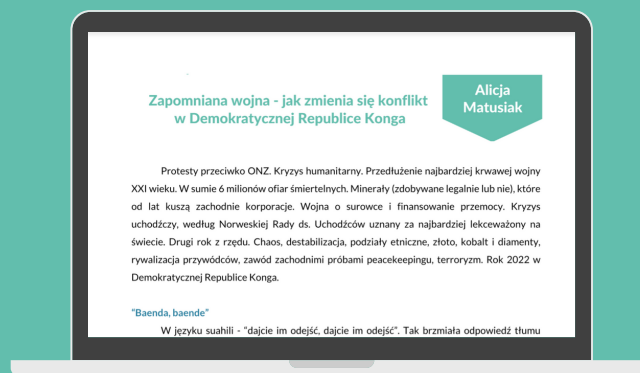 Zapomniana wojna - jak zmienia się konflikt
w Demokratycznej Republice Konga
Alicja
Matusiak
Protesty przeciwko ONZ. Kryzys humanitarny. Przedłużenie najbardziej krwawej wojny
XXI wieku. W sumie 6 milionów ofiar śmiertelnych. Minerały (zdobywane legalnie lub nie), które
od lat kuszą zachodnie korporacje. Wojna o surowce i finansowanie przemocy. Kryzys
uchodźczy, według Norweskiej Rady ds. Uchodźców uznany za najbardziej lekceważony na
świecie. Drugi rok z rzędu. Chaos, destabilizacja, podziały etniczne, złoto, kobalt i diamenty,
rywalizacja przywódców, zawód zachodnimi próbami peacekeepingu, terroryzm. Rok 2022 w
Demokratycznej Republice Konga.
"Baenda, baende"
W języku suahili - "dajcie im odejść, dajcie im odejść". Tak brzmiała odpowiedź tłumu